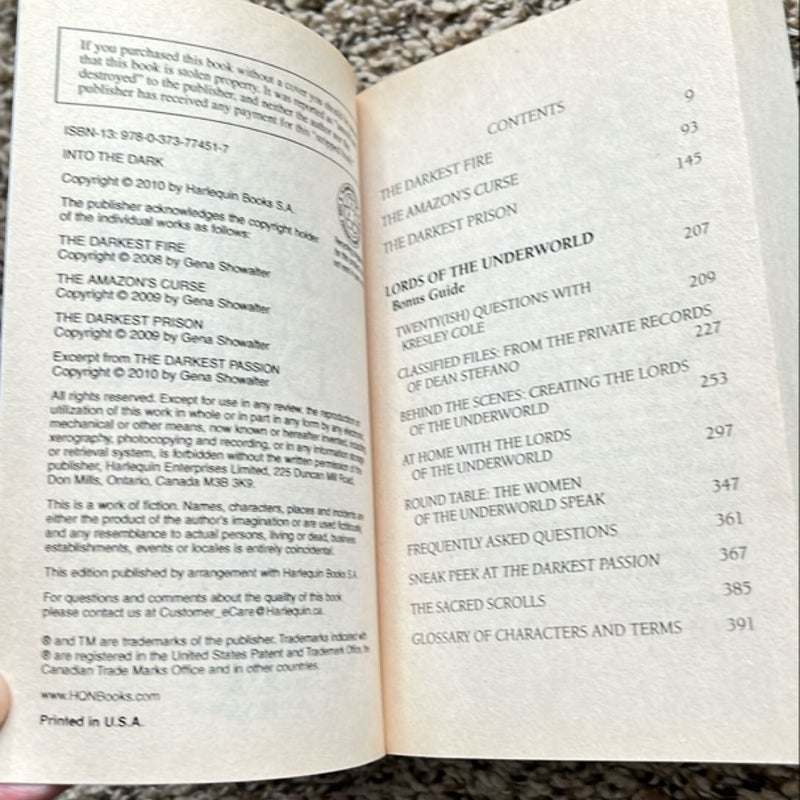 If you purchased this book without a cover you should
that this book is stolen property. It was reported as
destroyed" to the publisher, and neither the author nor the
publisher has received any payment for this "stripped book."
ISBN-13: 978-0-373-77451-7
INTO THE DARK
Copyright © 2010 by Harlequin Books S.A.
The publisher acknowledges the copyright holder
of the individual works as follows:
THE DARKEST FIRE
Copyright © 2008 by Gena Showalter
THE AMAZON'S CURSE
Copyright © 2009 by Gena Showalter
THE DARKEST PRISON
Copyright © 2009 by Gena Showalter
Excerpt from THE DARKEST PASSION
Copyright © 2010 by Gena Showalter
All rights reserved. Except for use in any review, the reproduction or
utilization of this work in whole or in part in any form by any electronic,
mechanical or other means, now known or hereafter invented, including
xerography, photocopying and recording, or in any information storage
or retrieval system, is forbidden without the written permission of the
publisher, Harlequin Enterprises Limited, 225 Duncan Mill Road,
Don Mills, Ontario, Canada M3B 3K9.
This is a work of fiction. Names, characters, places and incidents are
either the product of the author's imagination or are used fictitiously,
and any resemblance to actual persons, living or dead, business
establishments, events or locales is entirely coincidental.
This edition published by arrangement with Harlequin Books S.A.
For questions and comments about the quality of this book
please contact us at Customer_eCare@Harlequin.ca.
® and TM are trademarks of the publisher. Trademarks indicated with
® are registered in the United States Patent and Trademark Office, the
Canadian Trade Marks Office and in other countries.
www.HQNBooks.com
Printed in U.S.A.
CONTENTS
THE DARKEST FIRE 9
THE AMAZON'S CURSE 93
THE DARKEST PRISON 145
LORDS OF THE UNDERWORLD
Bonus Guide 207
TWENTY(ISH) QUESTIONS WITH
KRESLEY COLE 209
CLASSIFIED FILES: FROM THE PRIVATE RECORDS
OF DEAN STEFANO 227
BEHIND THE SCENES: CREATING THE LORDS
OF THE UNDERWORLD 253
AT HOME WITH THE LORDS
OF THE UNDERWORLD 297
ROUND TABLE: THE WOMEN
OF THE UNDERWORLD SPEAK 347
FREQUENTLY ASKED QUESTIONS 361
SNEAK PEEK AT THE DARKEST PASSION 367
THE SACRED SCROLLS 385
GLOSSARY OF CHARACTERS AND TERMS 391